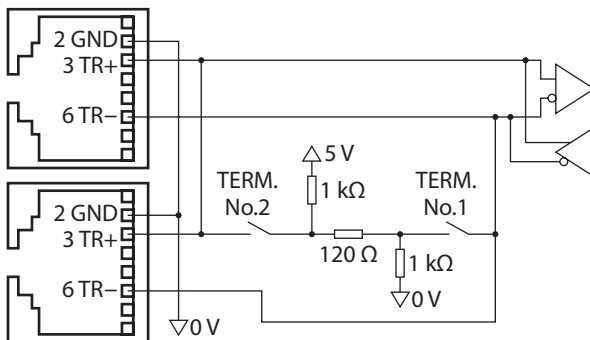 2 GND
3 TR+
6 TR−
5 V
TERM.
No.2
1 kΩ
TERM.
No.1
2 GND
3 TR+
120 Ω
1 kΩ
6 TR−
0 V
0 V